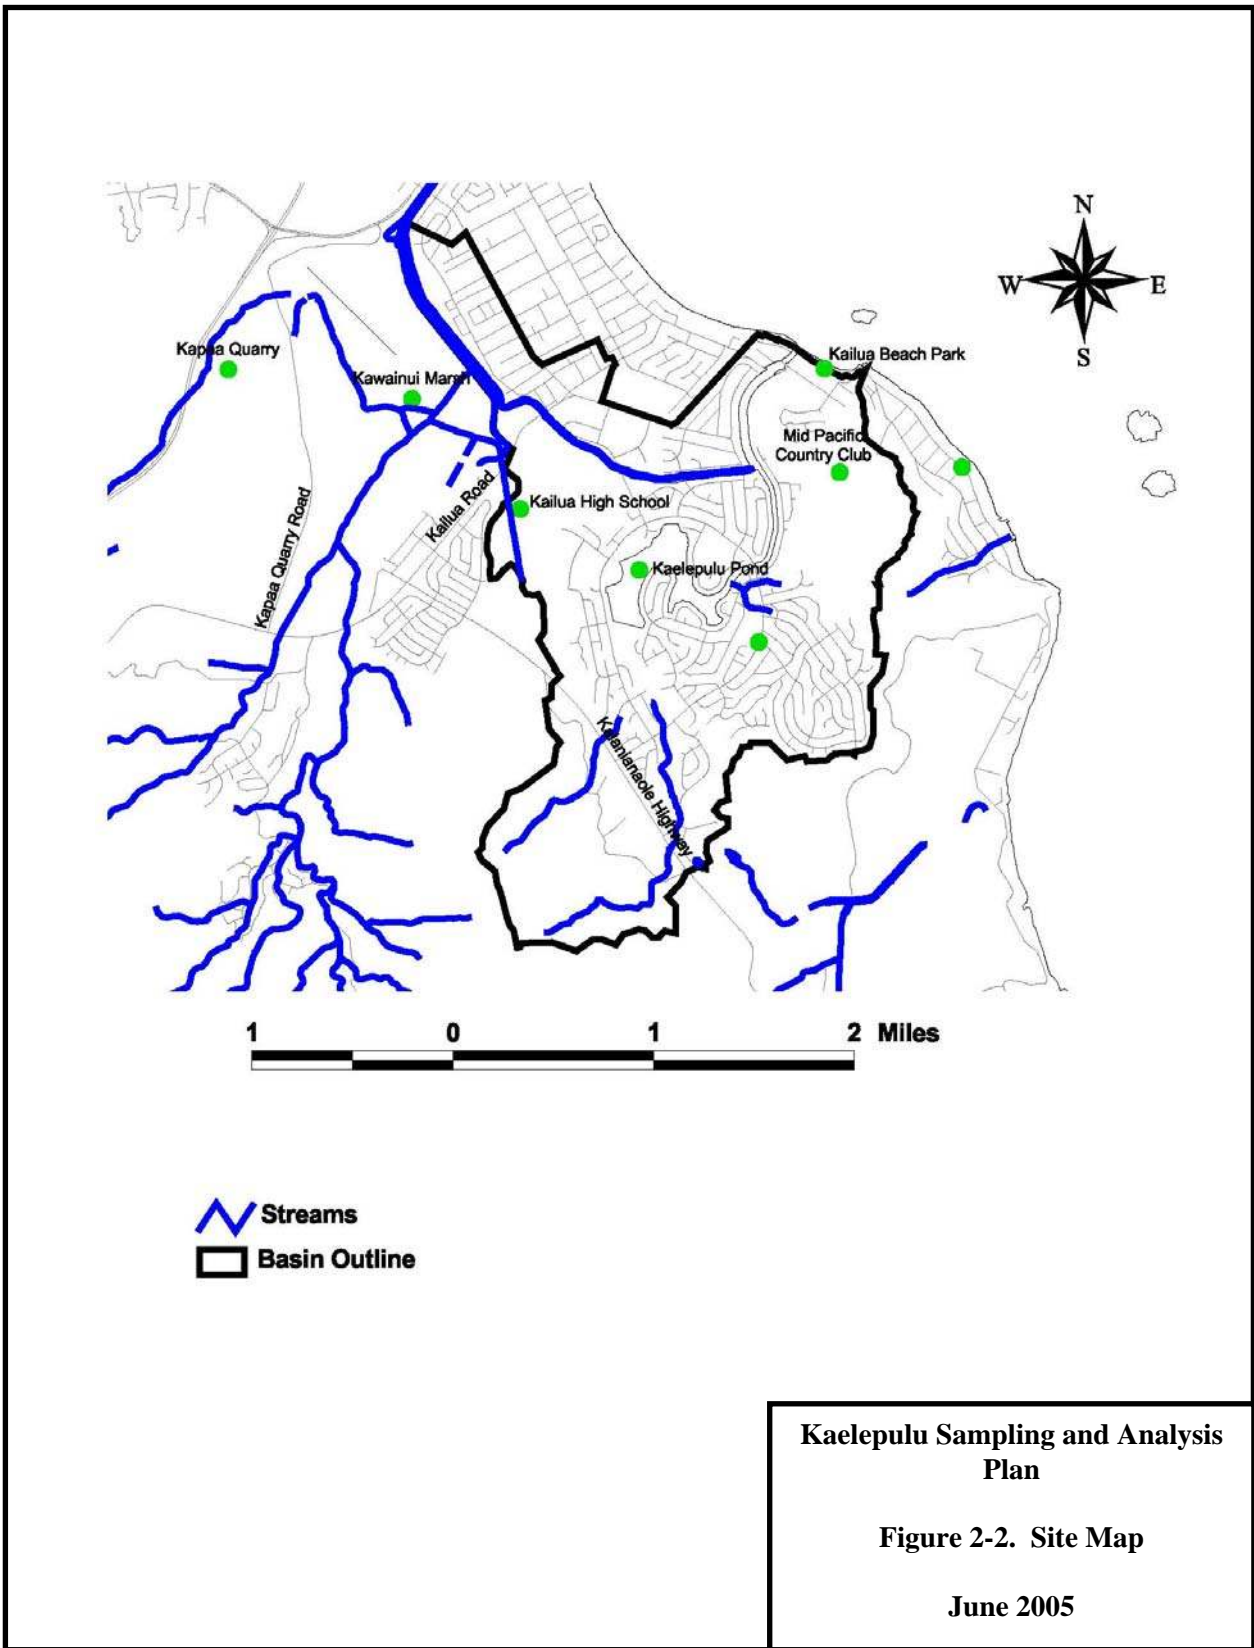 N
W
E
S
Kapaa Quarry
Kailua Beach Park
Kawainui Marsh
Mid Pacific
Country Club
Kailua Road
Kailua High School
Kapaa Quarry Road
Kaelepulu Pond
Kalanianaole Highway
1 0 1 2 Miles
Streams
Basin Outline
Kaelepulu Sampling and Analysis
Plan
Figure 2-2. Site Map
June 2005